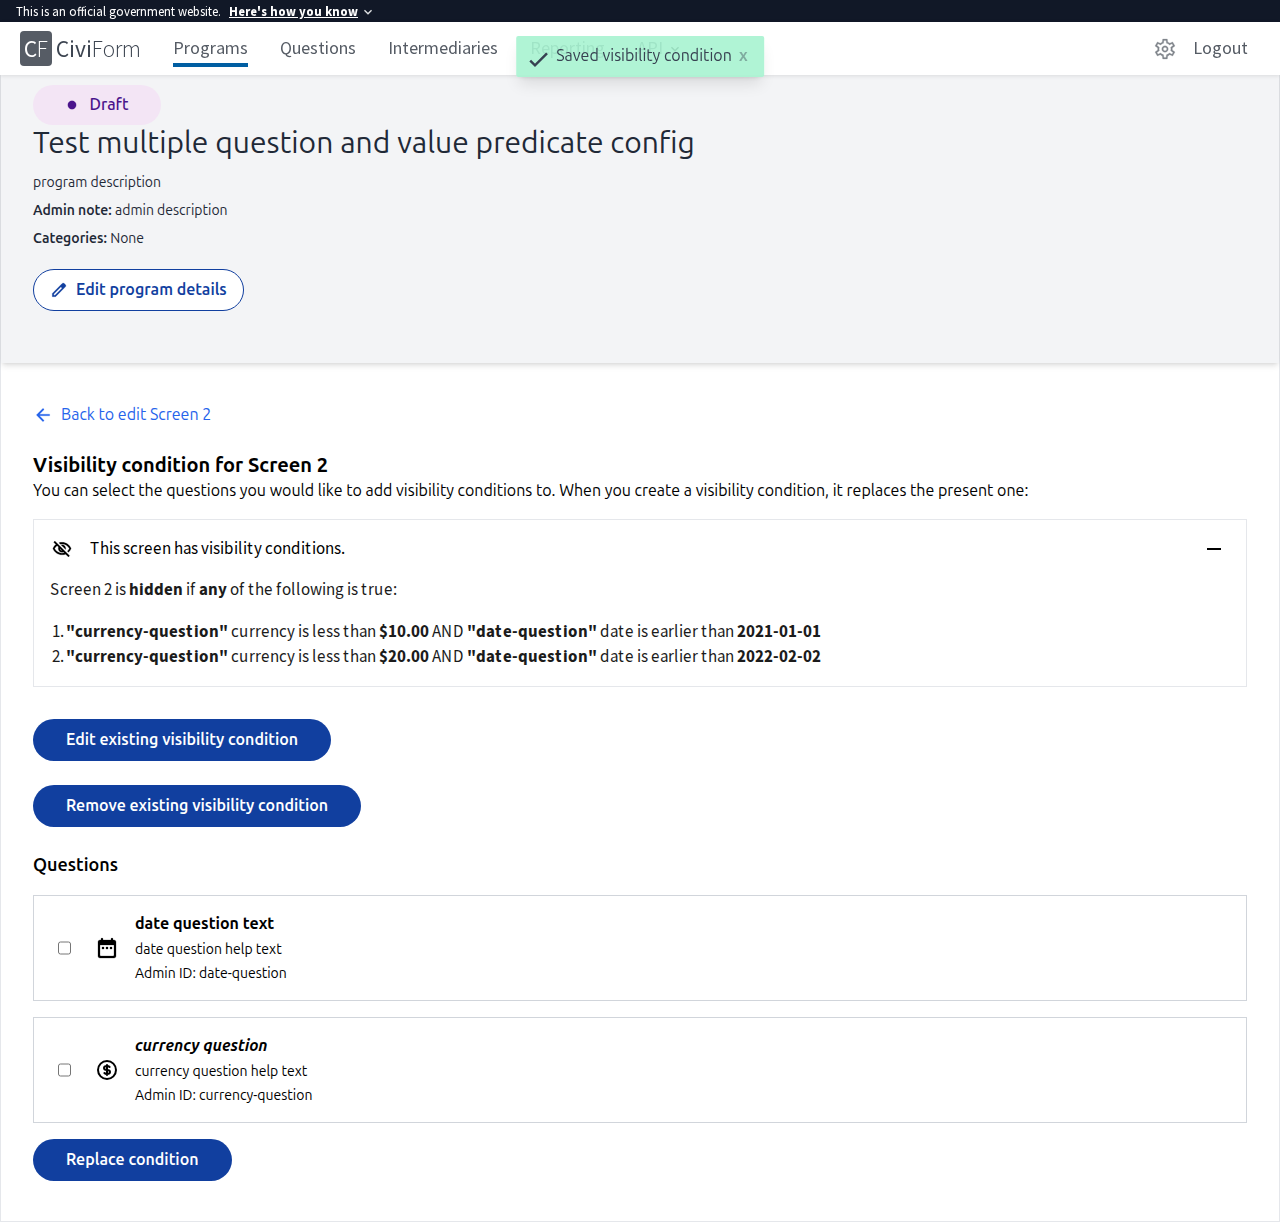 This is an official government website. Here's how you know
CF CiviForm Programs Questions Intermediaries Reporting API Logout
Saved visibility condition x
Draft
Test multiple question and value predicate config
program description
Admin note: admin description
Categories: None
Edit program details
Back to edit Screen 2
Visibility condition for Screen 2
You can select the questions you would like to add visibility conditions to. When you create a visibility condition, it replaces the present one:
This screen has visibility conditions.
Screen 2 is hidden if any of the following is true:
1. "currency-question" currency is less than $10.00 AND "date-question" date is earlier than 2021-01-01
2. "currency-question" currency is less than $20.00 AND "date-question" date is earlier than 2022-02-02
Edit existing visibility condition
Remove existing visibility condition
Questions
date question text
date question help text
Admin ID: date-question
currency question
currency question help text
Admin ID: currency-question
Replace condition